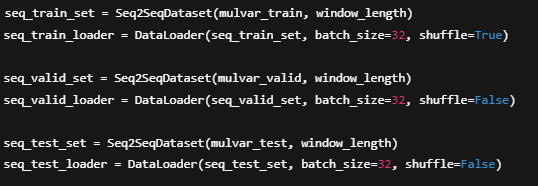 seq_train_set = Seq2SeqDataset(mulvar_train, window_length)
seq_train_loader = DataLoader(seq_train_set, batch_size=32, shuffle=True)
seq_valid_set = Seq2SeqDataset(mulvar_valid, window_length)
seq_valid_loader = DataLoader(seq_valid_set, batch_size=32, shuffle=False)
seq_test_set = Seq2SeqDataset(mulvar_test, window_length)
seq_test_loader = DataLoader(seq_test_set, batch_size=32, shuffle=False)